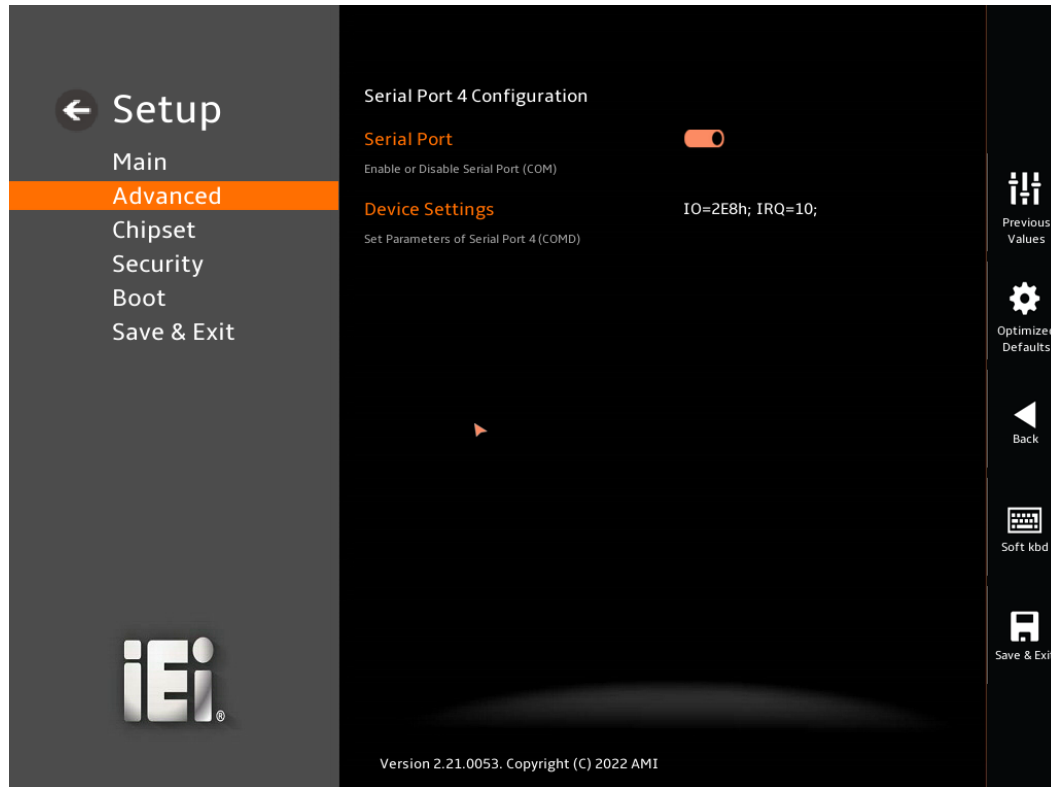 Setup
Main
Advanced
Chipset
Security
Boot
Save & Exit
iEi®
Serial Port 4 Configuration
Serial Port
Enable or Disable Serial Port (COM)
Device Settings IO=2E8h; IRQ=10;
Set Parameters of Serial Port 4 (COMD)
Version 2.21.0053. Copyright (C) 2022 AMI
Previous
Values
Optimized
Defaults
Back
Soft kbd
Save & Exit